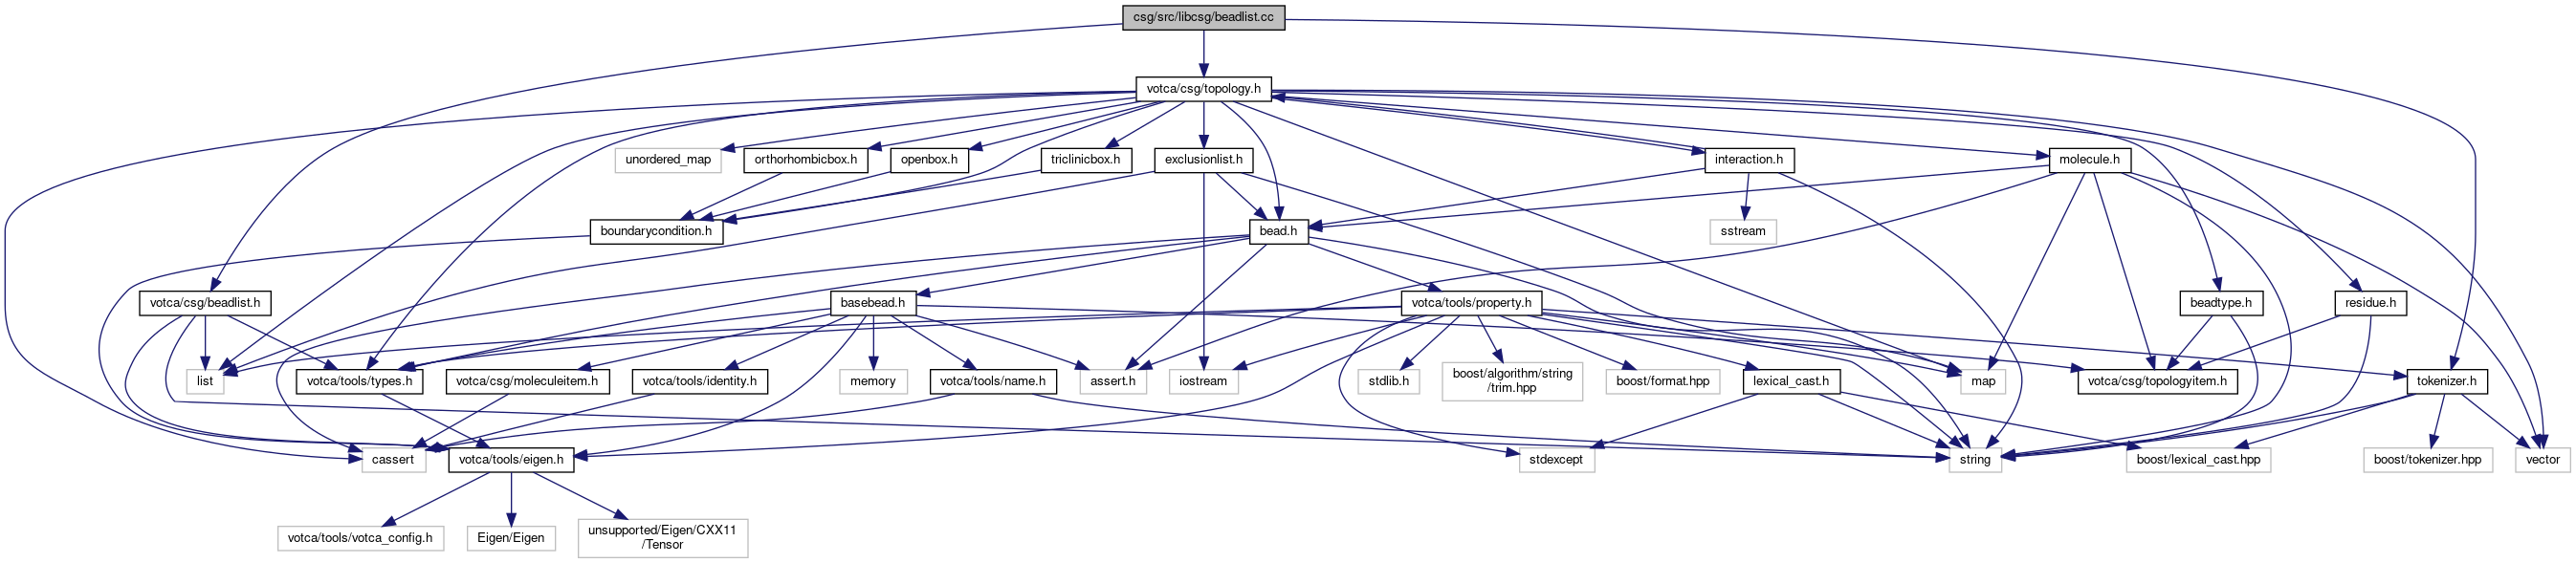 csg/src/libcsg/beadlist.cc
votca/csg/topology.h
unordered_map
orthorhombicbox.h
openbox.h
triclinicbox.h
exclusionlist.h
interaction.h
molecule.h
boundarycondition.h
bead.h
sstream
votca/csg/beadlist.h
basebead.h
votca/tools/property.h
beadtype.h
residue.h
list
votca/tools/types.h
votca/csg/moleculeitem.h
votca/tools/identity.h
memory
votca/tools/name.h
assert.h
iostream
stdlib.h
boost/algorithm/string
/trim.hpp
boost/format.hpp
lexical_cast.h
map
votca/csg/topologyitem.h
tokenizer.h
cassert
votca/tools/eigen.h
stdexcept
string
boost/lexical_cast.hpp
boost/tokenizer.hpp
vector
votca/tools/votca_config.h
Eigen/Eigen
unsupported/Eigen/CXX11
/Tensor